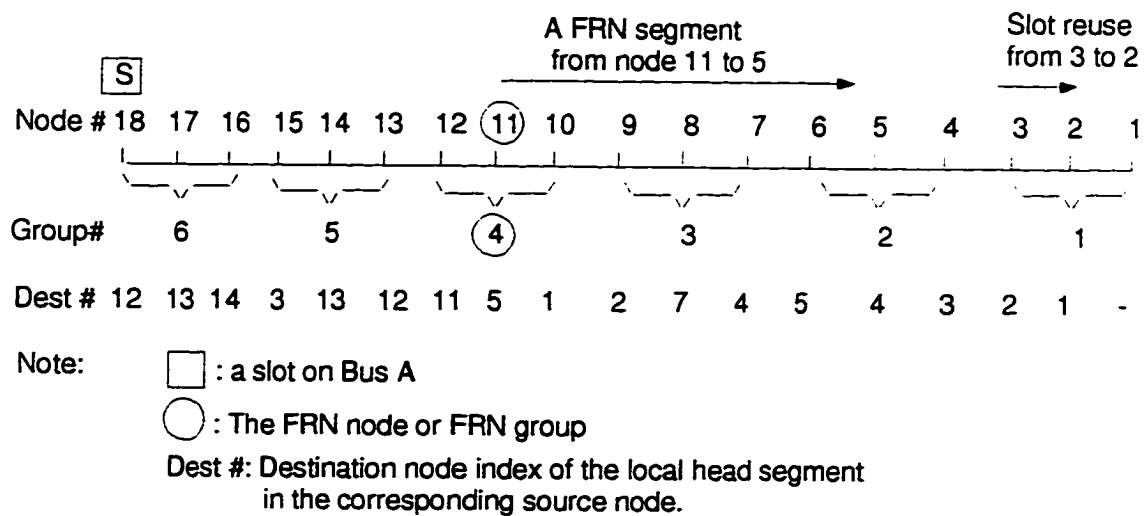 A FRN segment
from node 11 to 5
Slot reuse
from 3 to 2
S
Node # 18 17 16 15 14 13 12 11 10 9 8 7 6 5 4 3 2 1
Group# 6 5 4 3 2 1
Dest # 12 13 14 3 13 12 11 5 1 2 7 4 5 4 3 2 1 -
Note:
: a slot on Bus A
: The FRN node or FRN group
Dest #: Destination node index of the local head segment
in the corresponding source node.